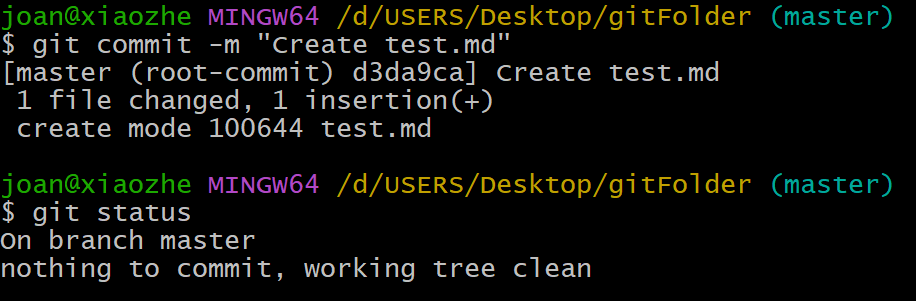 joan@xiaozhe MINGW64 /d/USERS/Desktop/gitFolder (master)
$ git commit -m "Create test.md"
[master (root-commit) d3da9ca] Create test.md
 1 file changed, 1 insertion(+)
 create mode 100644 test.md

joan@xiaozhe MINGW64 /d/USERS/Desktop/gitFolder (master)
$ git status
On branch master
nothing to commit, working tree clean